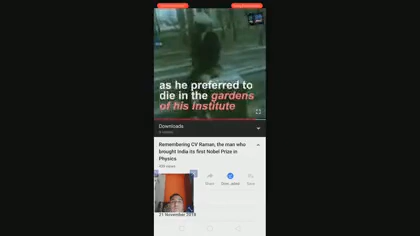 as he preferred to
die in the gardens
of his Institute
Downloads
Remembering CV Raman, the man who
brought India its first Nobel Prize in
Physics
Share
Save
21 November 2019